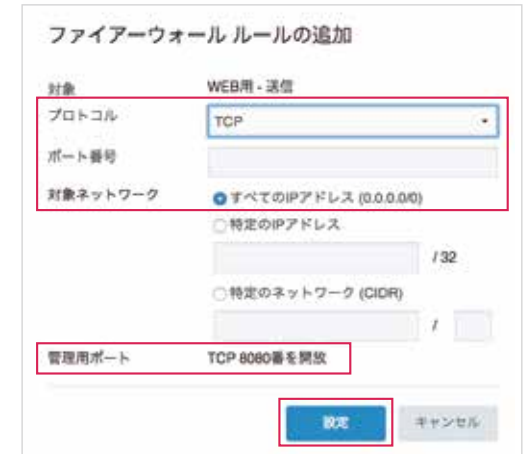 ファイアーウォール ルールの追加
対象 WEB用 - 送信
プロトコル TCP
ポート番号
対象ネットワーク すべてのIPアドレス (0.0.0.0/0)
特定のIPアドレス
/ 32
特定のネットワーク (CIDR)
/
管理用ポート TCP 8080番を開放
設定 キャンセル